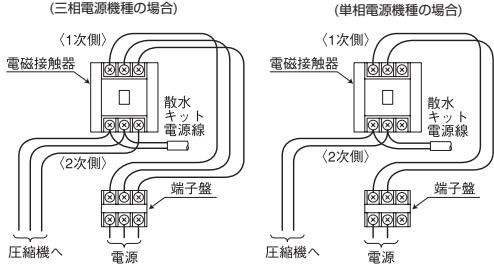 (三相電源機種の場合)
〈1次側〉
電磁接触器
散水
キット
電源線
〈2次側〉
端子盤
圧縮機へ
電源
(単相電源機種の場合)
〈1次側〉
電磁接触器
散水
キット
電源線
〈2次側〉
端子盤
圧縮機へ
電源